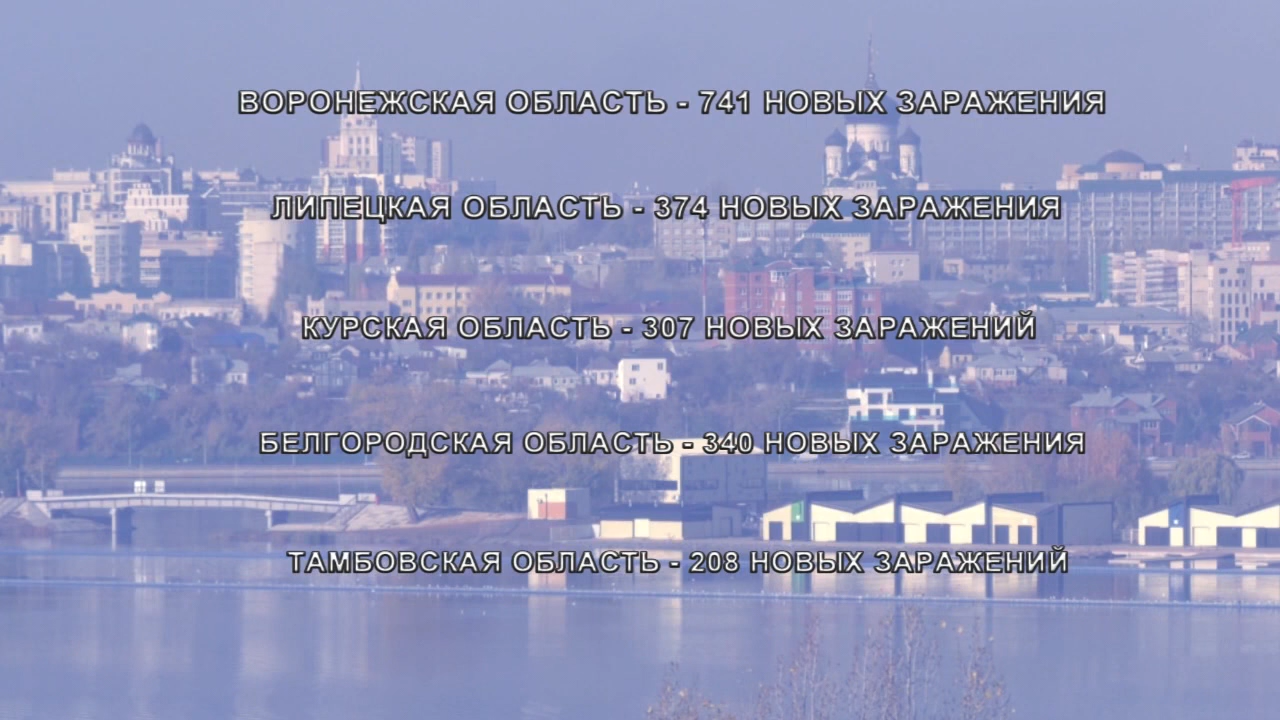 ВОРОНЕЖСКАЯ ОБЛАСТЬ - 741 НОВЫХ ЗАРАЖЕНИЯ
ЛИПЕЦКАЯ ОБЛАСТЬ - 374 НОВЫХ ЗАРАЖЕНИЯ
КУРСКАЯ ОБЛАСТЬ - 307 НОВЫХ ЗАРАЖЕНИЙ
БЕЛГОРОДСКАЯ ОБЛАСТЬ - 340 НОВЫХ ЗАРАЖЕНИЯ
ТАМБОВСКАЯ ОБЛАСТЬ - 208 НОВЫХ ЗАРАЖЕНИЙ